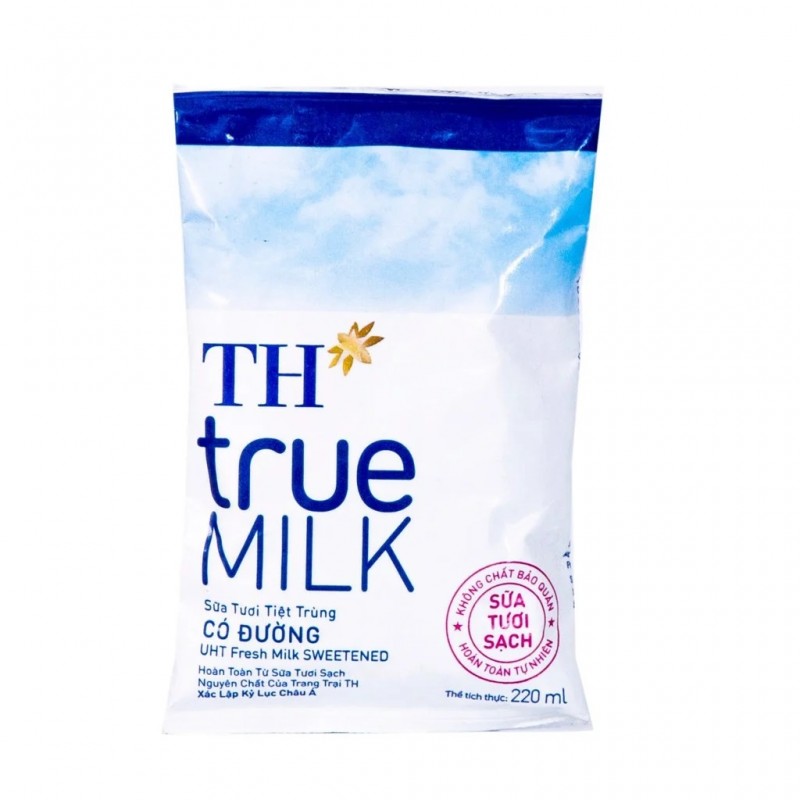 TH
true
MILK
Sữa Tươi Tiệt Trùng
CÓ ĐƯỜNG
UHT Fresh Milk SWEETENED
Hoàn Toàn Từ Sữa Tươi Sạch
Nguyên Chất Của Trang Trại TH
Xác Lập Kỷ Lục Châu Á
KHÔNG CHẤT BẢO QUẢN
SỮA
TƯƠI
SẠCH
HOÀN TOÀN TỰ NHIÊN
Thể tích thực: 220 ml